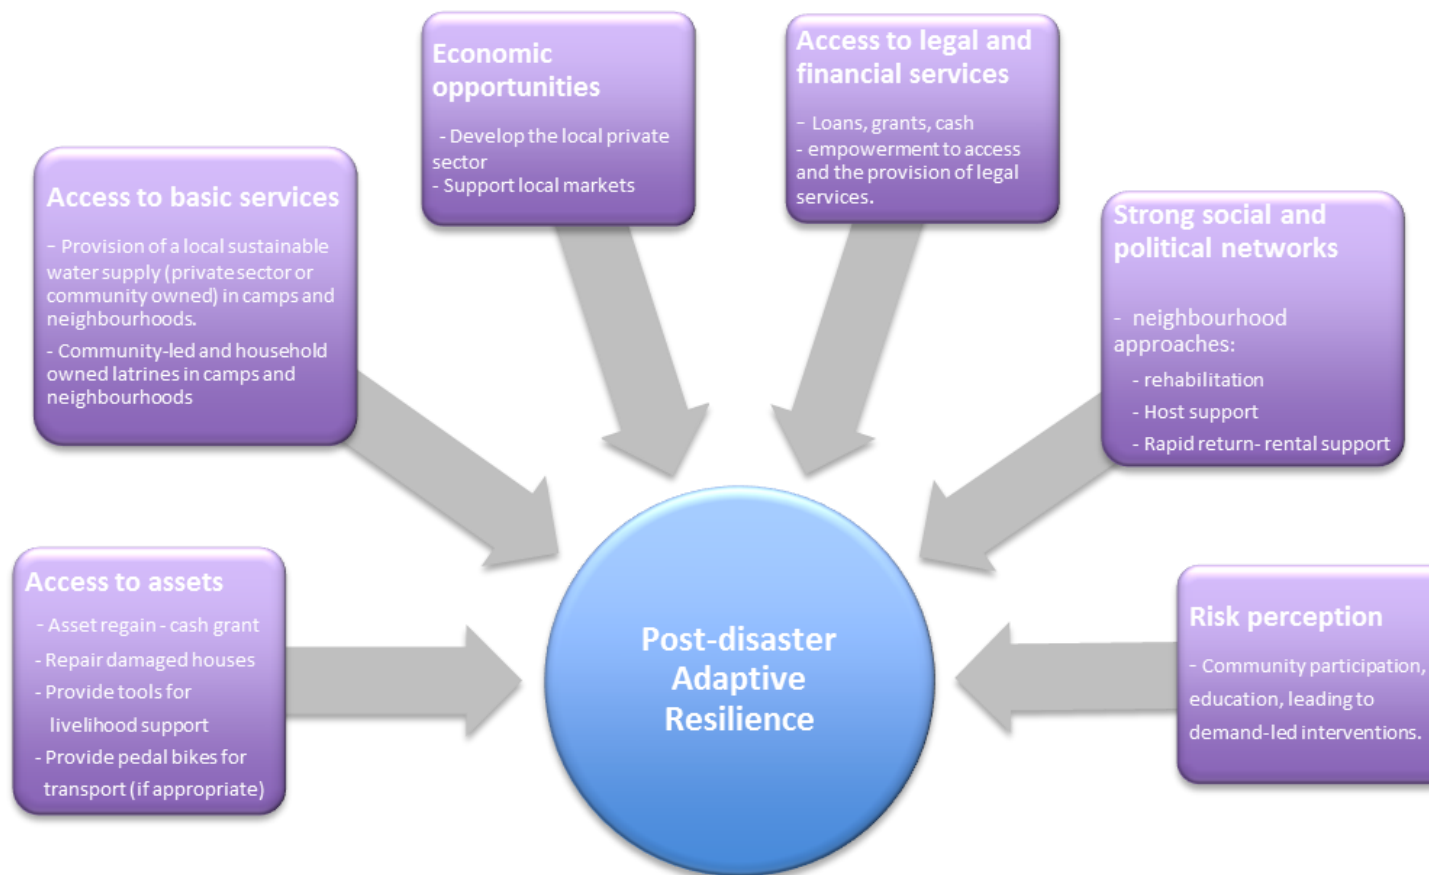 Economic
opportunities
- Develop the local private
sector
- Support local markets
Access to legal and
financial services
- Loans, grants, cash
- empowerment to access
and the provision of legal
services.
Access to basic services
- Provision of a local sustainable
water supply (private sector or
community owned) in camps and
neighbourhoods.
- Community-led and household
owned latrines in camps and
neighbourhoods
Strong social and
political networks
- neighbourhood
approaches:
- rehabilitation
- Host support
- Rapid return- rental support
Access to assets
- Asset regain - cash grant
- Repair damaged houses
- Provide tools for
livelihood support
- Provide pedal bikes for
transport (if appropriate)
Post-disaster
Adaptive
Resilience
Risk perception
- Community participation,
education, leading to
demand-led interventions.